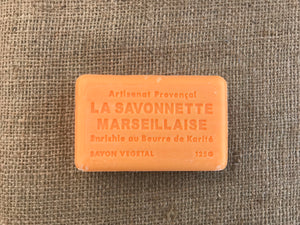 Artisanat Provençal
LA SAVONNETTE
MARSEILLAISE
Enrichie au Beurre de Karité
SAVON VEGETAL 125G